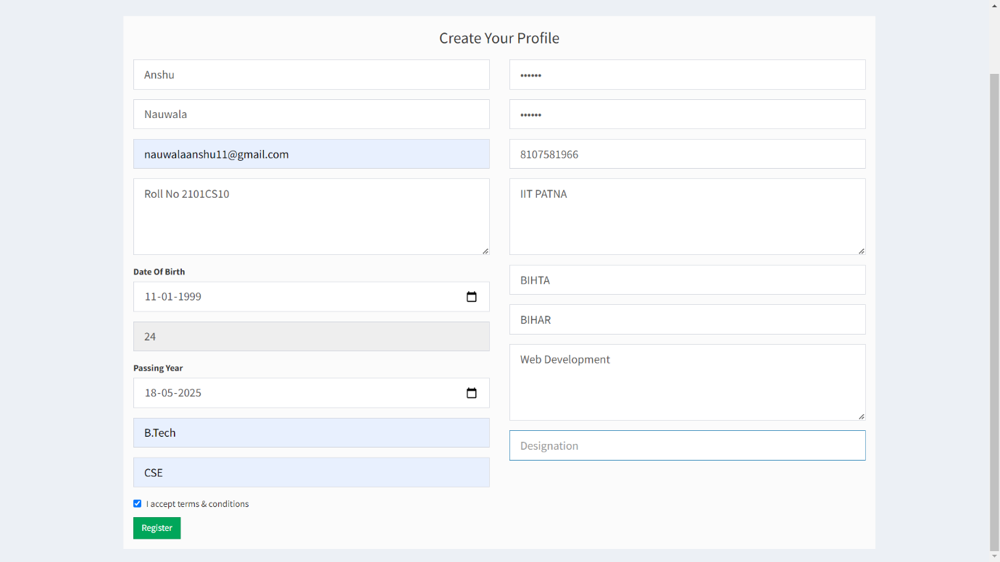 Create Your Profile
Anshu
Nauwala
nauwalaanshu11@gmail.com
Roll No 2101CS10
Date Of Birth
11-01-1999
24
Passing Year
18-05-2025
B.Tech
CSE
I accept terms & conditions
Register
••••••
••••••
8107581966
IIT PATNA
BIHTA
BIHAR
Web Development
Designation